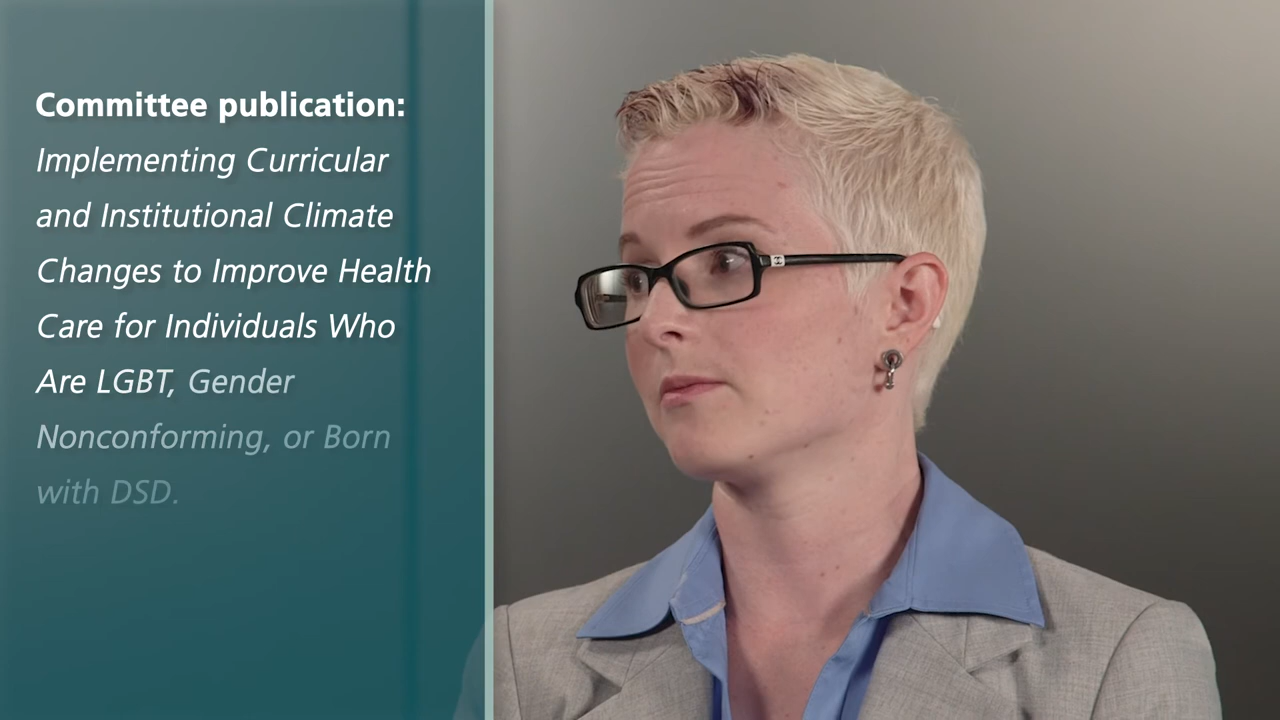 Committee publication:
Implementing Curricular
and Institutional Climate
Changes to Improve Health
Care for Individuals Who
Are LGBT, Gender
Nonconforming, or Born
with DSD.